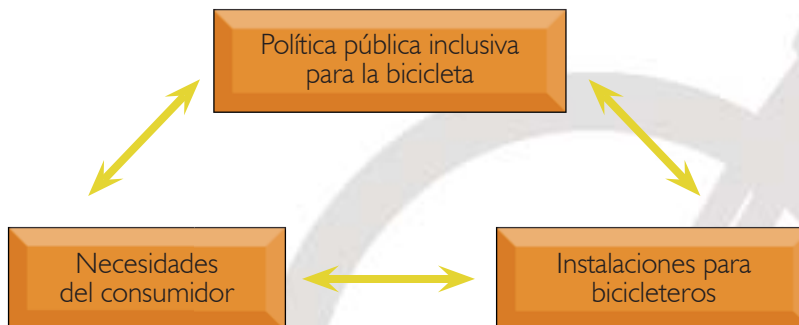 Política pública inclusiva
para la bicicleta
Necesidades
del consumidor
Instalaciones para
bicicleteros